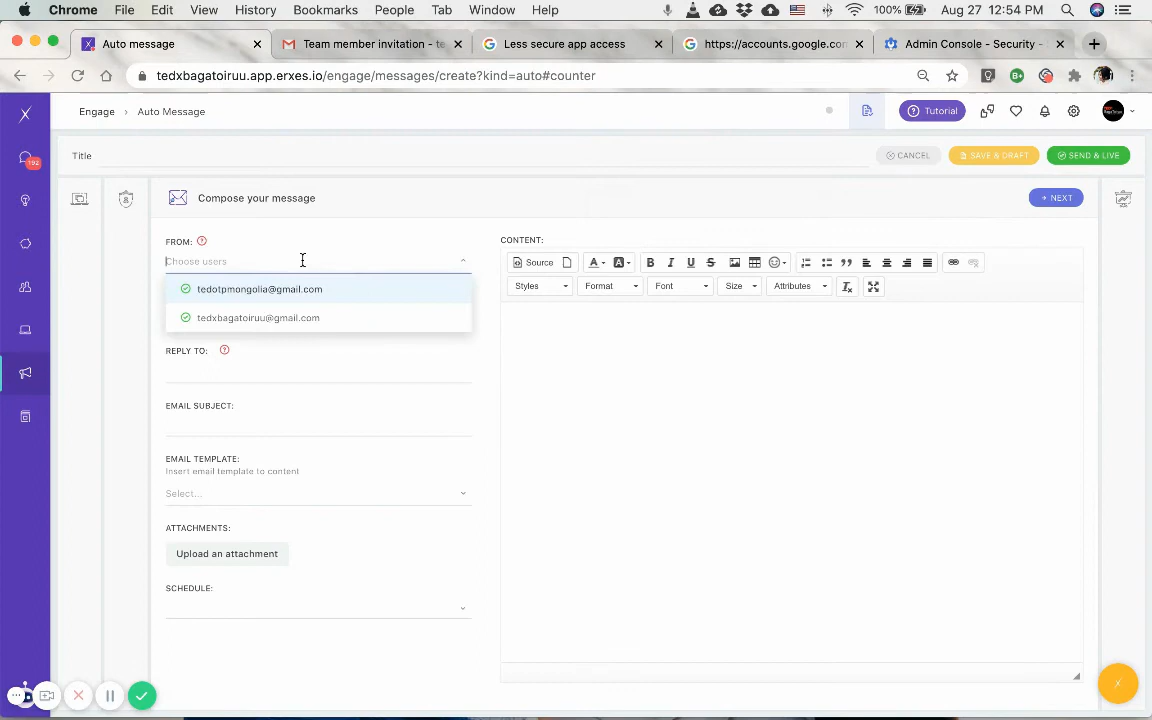 Chrome File Edit View History Bookmarks People Tab Window Help 100% Aug 27 12:54 PM
Auto message Team member invitation - te Less secure app access https://accounts.google.com Admin Console - Security -
tedxbagatoiruu.app.erxes.io/engage/messages/create?kind=auto#counter
Engage › Auto Message Tutorial
Title CANCEL SAVE & DRAFT SEND & LIVE
192
Compose your message + NEXT
FROM:
Choose users
tedotpmongolia@gmail.com
tedxbagatoiruu@gmail.com
REPLY TO:
EMAIL SUBJECT:
EMAIL TEMPLATE:
Insert email template to content
Select...
ATTACHMENTS:
Upload an attachment
SCHEDULE:
CONTENT:
Source A A B I U S
Styles Format Font Size Attributes Ix